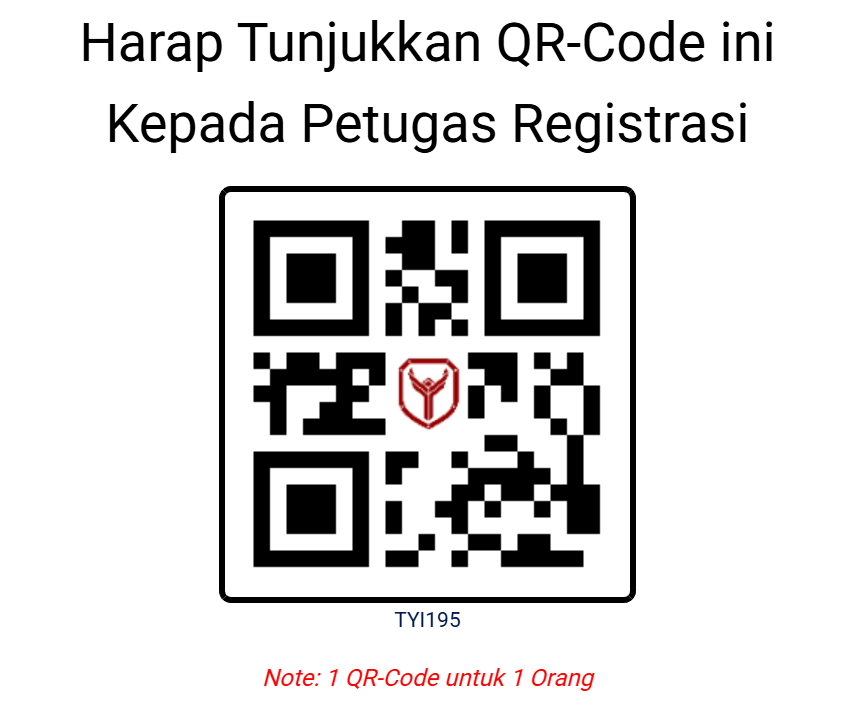 Harap Tunjukkan QR-Code ini
Kepada Petugas Registrasi
TYI195
Note: 1 QR-Code untuk 1 Orang